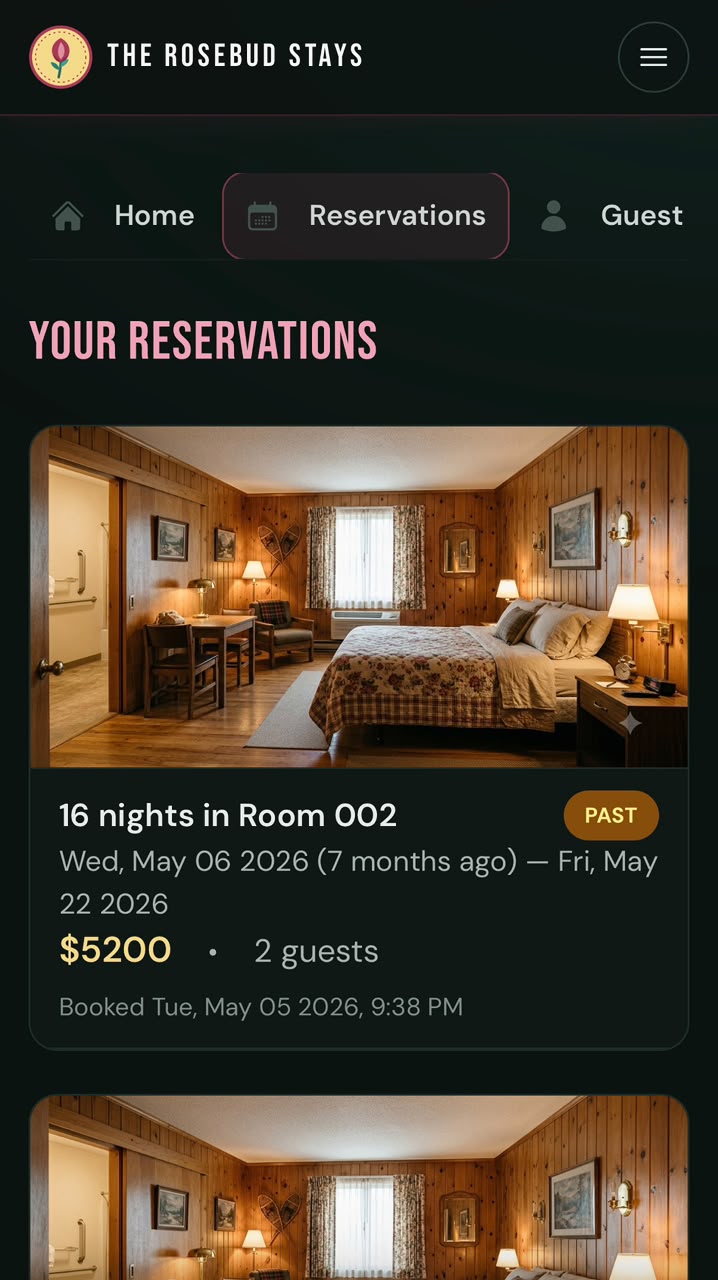 THE ROSEBUD STAYS
Home
Reservations
Guest
YOUR RESERVATIONS
16 nights in Room 002
PAST
Wed, May 06 2026 (7 months ago) — Fri, May
22 2026
$5200 • 2 guests
Booked Tue, May 05 2026, 9:38 PM